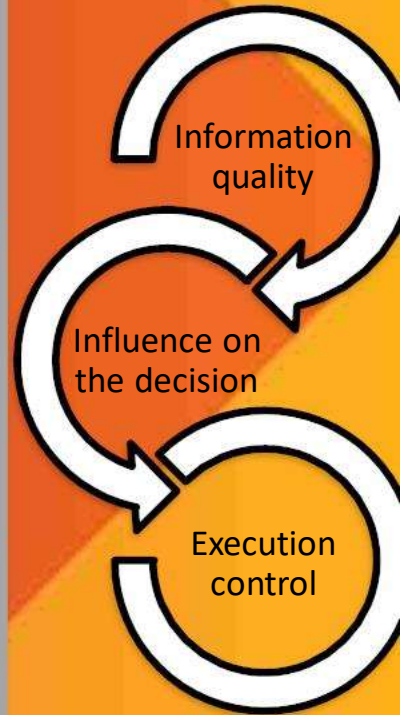 Information
quality
Influence on
the decision
Execution
control